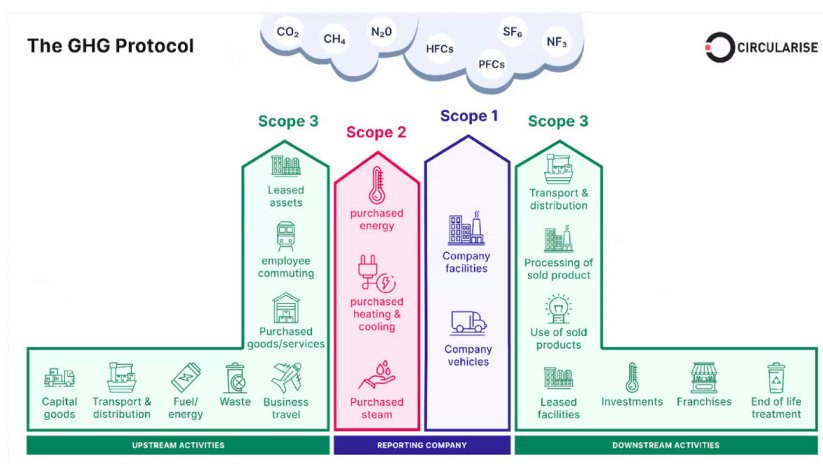 The GHG Protocol
CO₂
CH₄
N₂0
HFCs
PFCs
SF₆
NF₃
CIRCULARISE
Scope 3
Leased
assets
employee
commuting
Purchased
goods/services
Capital
goods
Transport &
distribution
Fuel/
energy
Waste
Business
travel
UPSTREAM ACTIVITIES
Scope 2
purchased
energy
purchased
heating &
cooling
Purchased
steam
Scope 1
Company
facilities
Company
vehicles
REPORTING COMPANY
Scope 3
Transport &
distribution
Processing of
sold product
Use of sold
products
Leased
facilities
Investments
Franchises
End of life
treatment
DOWNSTREAM ACTIVITIES